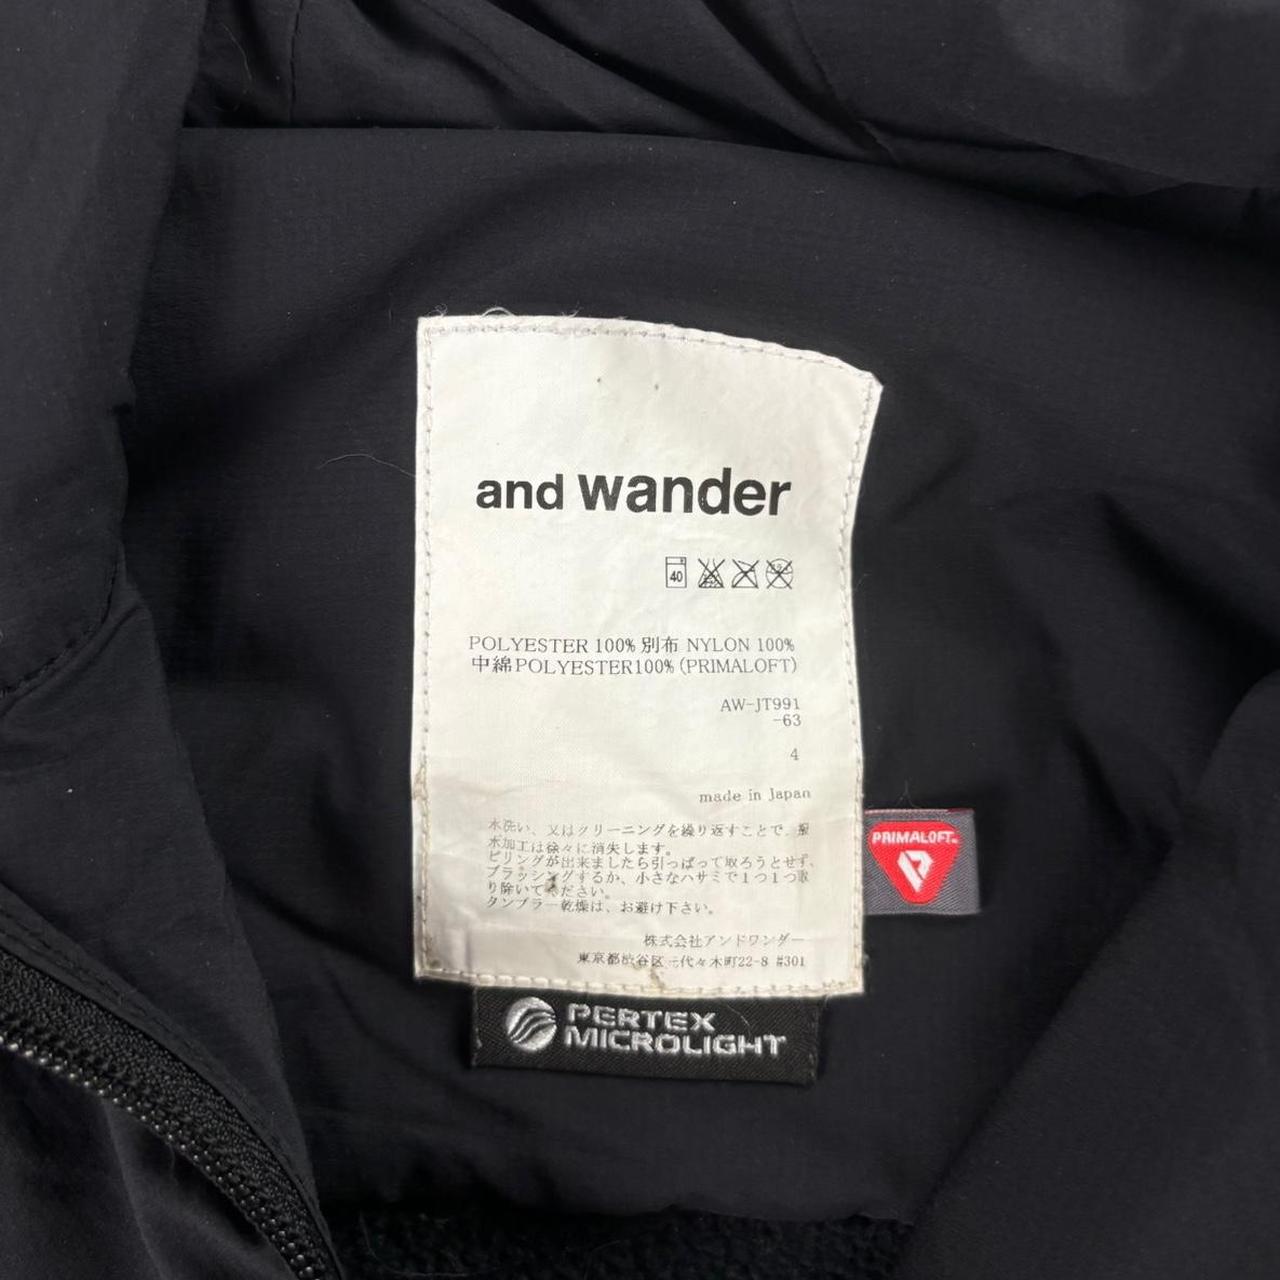 and wander
40
POLYESTER 100% 別布 NYLON 100%
中綿POLYESTER100% (PRIMALOFT)
AW-JT991
-63
4
made in Japan
水洗い、又はクリーニングを繰り返すことで、撥
水加工は徐々に消失します。
ピリングが出来ましたら引っぱって取ろうとせず、
ブラッシングするか、小さなハサミで1つ1つ取
り除いてください。
タンブラー乾燥は、お避け下さい。
株式会社アンドワンダー
東京都渋谷区元代々木町22-8 #301
PRIMALOFT
PERTEX
MICROLIGHT